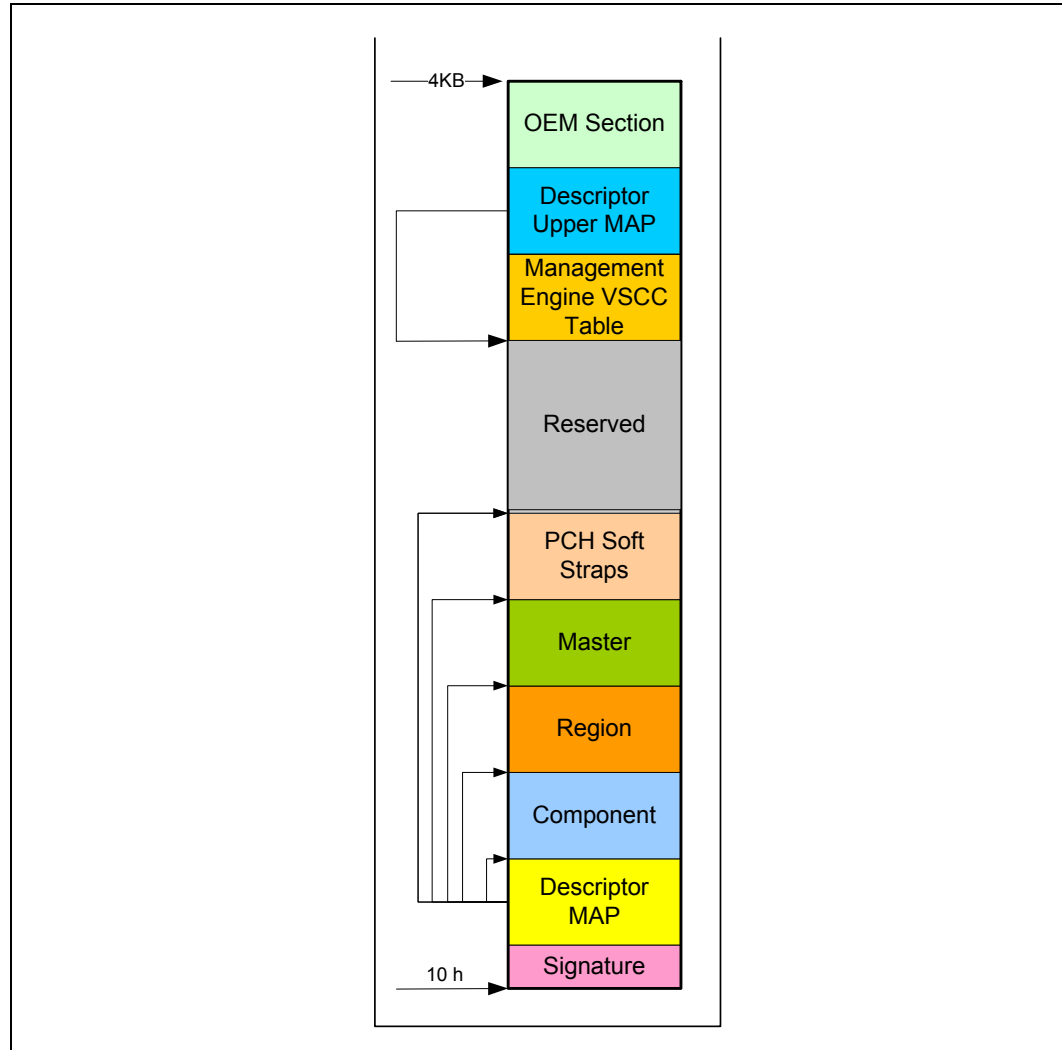 4KB
OEM Section
Descriptor
Upper MAP
Management
Engine VSCC
Table
Reserved
PCH Soft
Straps
Master
Region
Component
Descriptor
MAP
10 h
Signature